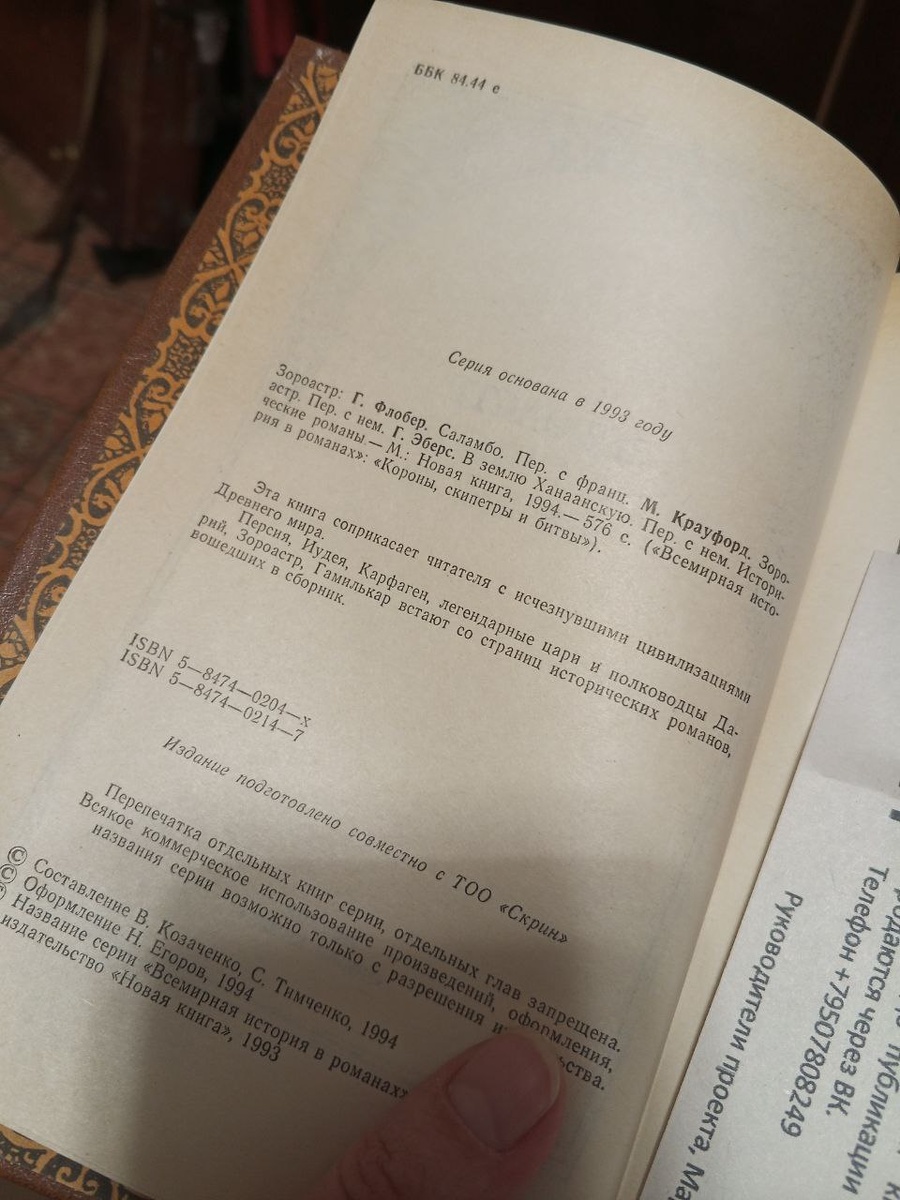 ББК 84.44 е
Серия основана в 1993 году
Зороастр: Г. Флобер. Саламбо. Пер. с франц. М. Крауфорд. Зоро-
астр. Пер. с нем. Г. Эберс. В землю Ханаанскую. Пер. с нем. Истори-
ческие романы.— М.: Новая книга, 1994.— 576 с. («Всемирная исто-
рия в романах»: «Короны, скипетры и битвы»).
Эта книга соприкасает читателя с исчезнувшими цивилизациями
Древнего мира.
Персия, Иудея, Карфаген, легендарные цари и полководцы Да-
рий, Зороастр, Гамилькар встают со страниц исторических романов,
вошедших в сборник.
ISBN 5—8474—0204—х
ISBN 5—8474—0214—7
Издание подготовлено совместно с ТОО «Скрин»
Перепечатка отдельных книг серии, отдельных глав запрещена.
Всякое коммерческое использование произведений, оформления,
названия серии возможно только с разрешения
© Составление В. Козаченко, С. Тимченко, 1994
© Оформление Н. Егоров, 1994
Название серии «Всемирная история в романах»
издательство «Новая книга», 1993
публикации
через ВК.
Телефон +79507808249
Руководители проекта,